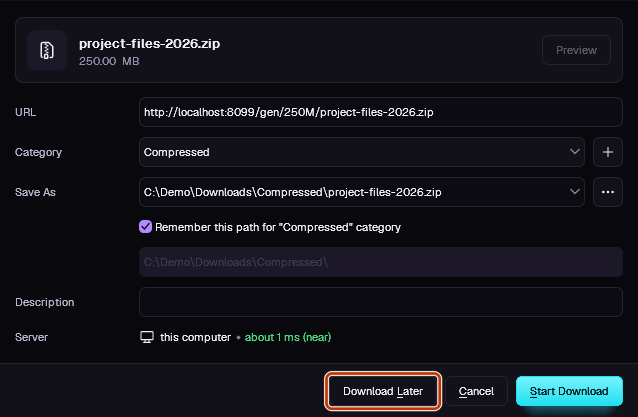 project-files-2026.zip
250.00 MB
Preview
URL
http://localhost:8099/gen/250M/project-files-2026.zip
Category
Compressed
Save As
C:\Demo\Downloads\Compressed\project-files-2026.zip
Remember this path for "Compressed" category
C:\Demo\Downloads\Compressed\
Description
Server
this computer • about 1 ms (near)
Download Later
Cancel
Start Download